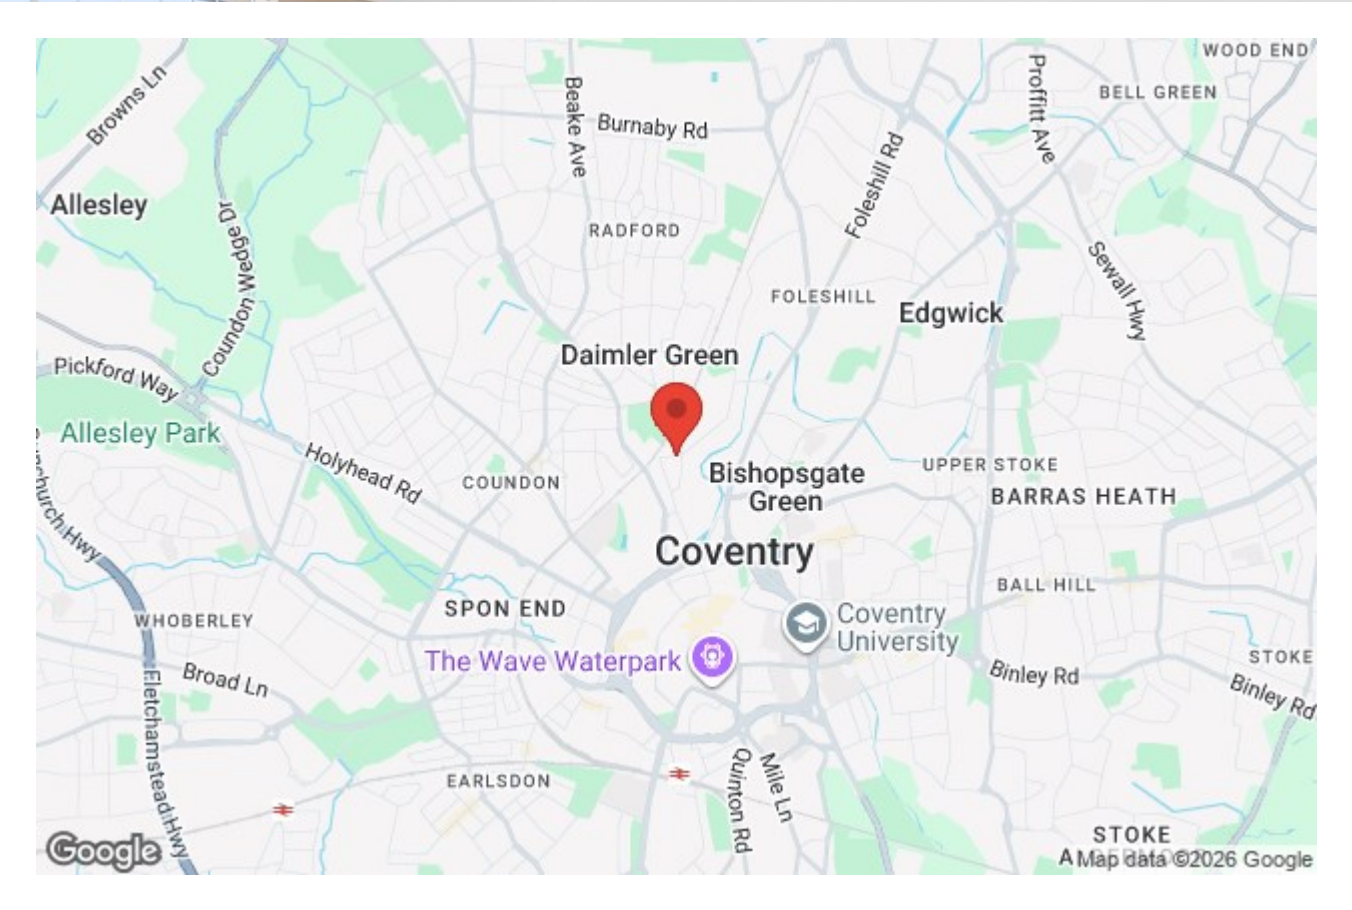 WOOD END
BELL GREEN
Proffitt Ave
Browns Ln
Beake Ave
Burnaby Rd
Foleshill Rd
Allesley
Coundon Wedge Dr
RADFORD
Sewall Hwy
FOLESHILL
Edgwick
Daimler Green
Pickford Way
Allesley Park
Holyhead Rd
COUNDON
Bishopsgate
Green
UPPER STOKE
BARRAS HEATH
Coventry
BALL HILL
SPON END
WHOBERLEY
Coventry
University
The Wave Waterpark
STOKE
Binley Rd
Binley Rd
Broad Ln
Fletchamstead Hwy
EARLSDON
Quinton Rd
Mile Ln
STOKE
Google
Map data ©2026 Google